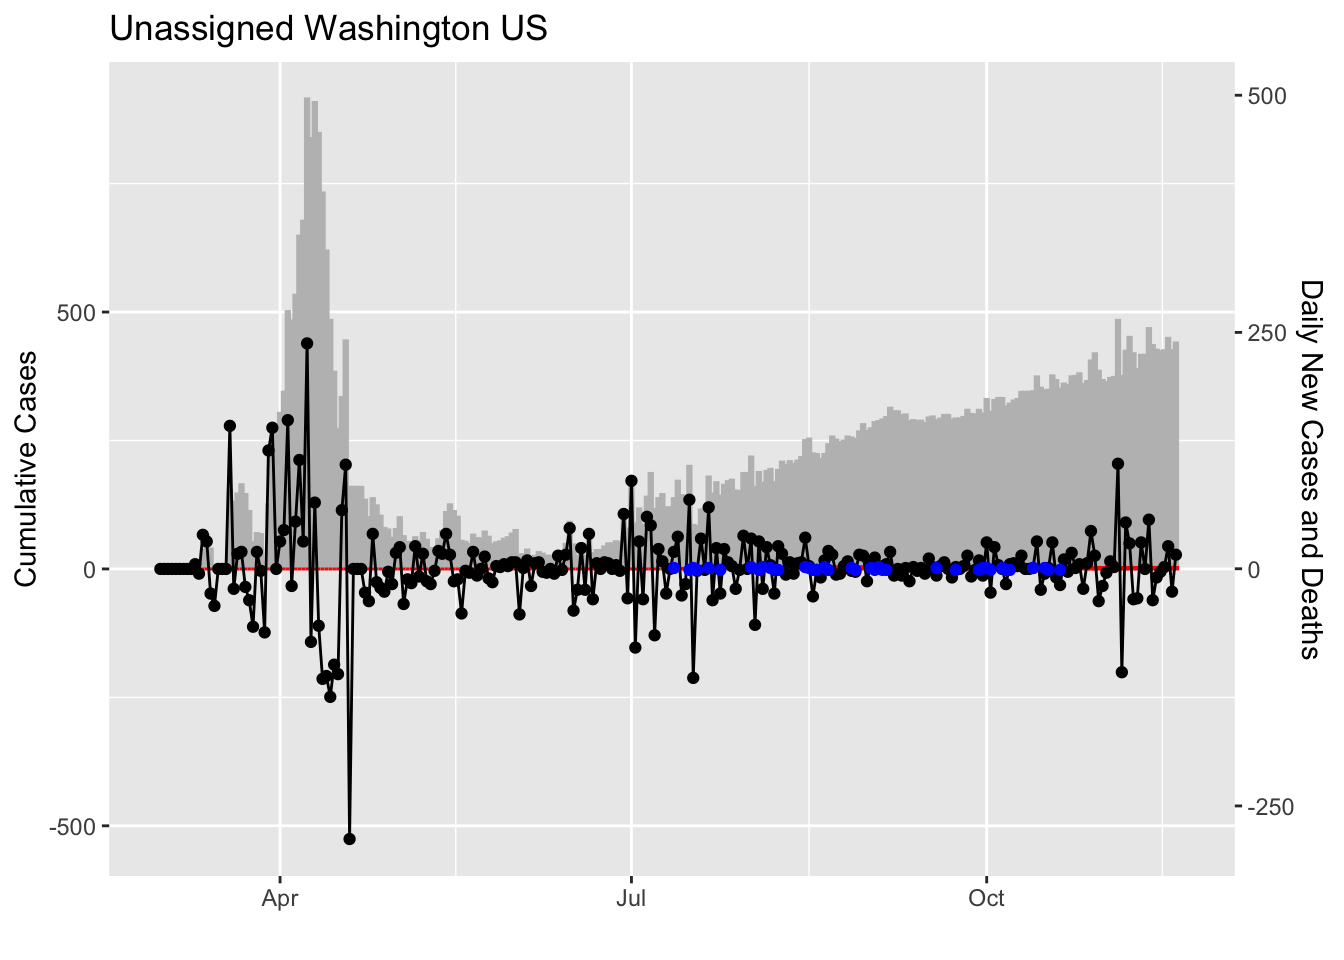 Unassigned Washington US
Cumulative Cases
500
0
-500
500
250
0
-250
Daily New Cases and Deaths
Apr
Jul
Oct